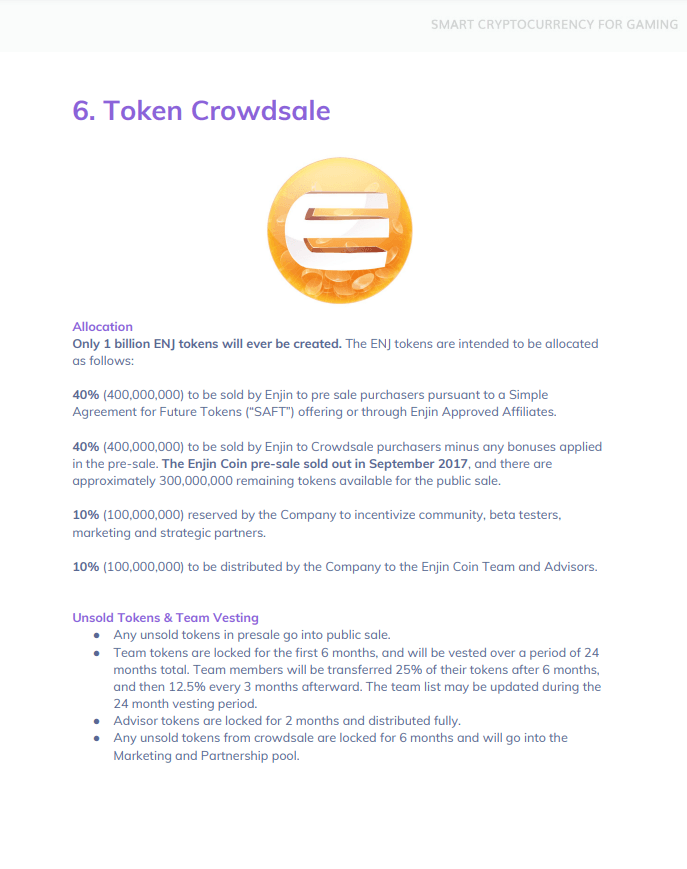 SMART CRYPTOCURRENCY FOR GAMING
6. Token Crowdsale
Allocation
Only 1 billion ENJ tokens will ever be created. The ENJ tokens are intended to be allocated
as follows:
40% (400,000,000) to be sold by Enjin to pre sale purchasers pursuant to a Simple
Agreement for Future Tokens (“SAFT”) offering or through Enjin Approved Affiliates.
40% (400,000,000) to be sold by Enjin to Crowdsale purchasers minus any bonuses applied
in the pre-sale. The Enjin Coin pre-sale sold out in September 2017, and there are
approximately 300,000,000 remaining tokens available for the public sale.
10% (100,000,000) reserved by the Company to incentivize community, beta testers,
marketing and strategic partners.
10% (100,000,000) to be distributed by the Company to the Enjin Coin Team and Advisors.
Unsold Tokens & Team Vesting
● Any unsold tokens in presale go into public sale.
● Team tokens are locked for the first 6 months, and will be vested over a period of 24
months total. Team members will be transferred 25% of their tokens after 6 months,
and then 12.5% every 3 months afterward. The team list may be updated during the
24 month vesting period.
● Advisor tokens are locked for 2 months and distributed fully.
● Any unsold tokens from crowdsale are locked for 6 months and will go into the
Marketing and Partnership pool.